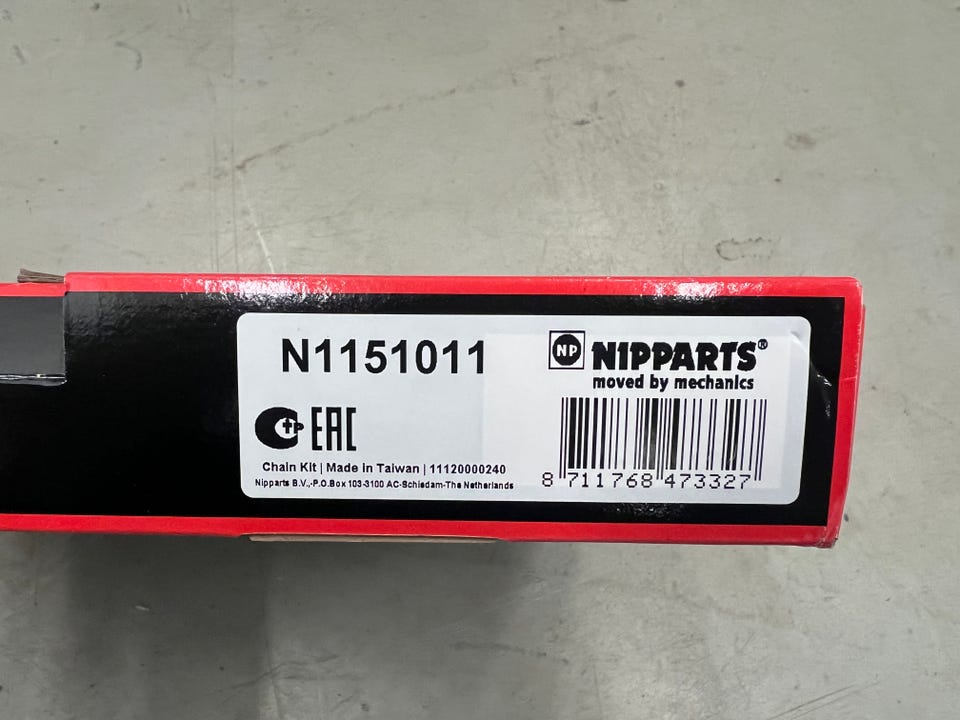 N1151011
NP NIPPARTS®
moved by mechanics
EAC
Chain Kit | Made in Taiwan | 11120000240
Nipparts B.V.,-P.O.Box 103-3100 AC-Schiedam-The Netherlands
8 711768 473327